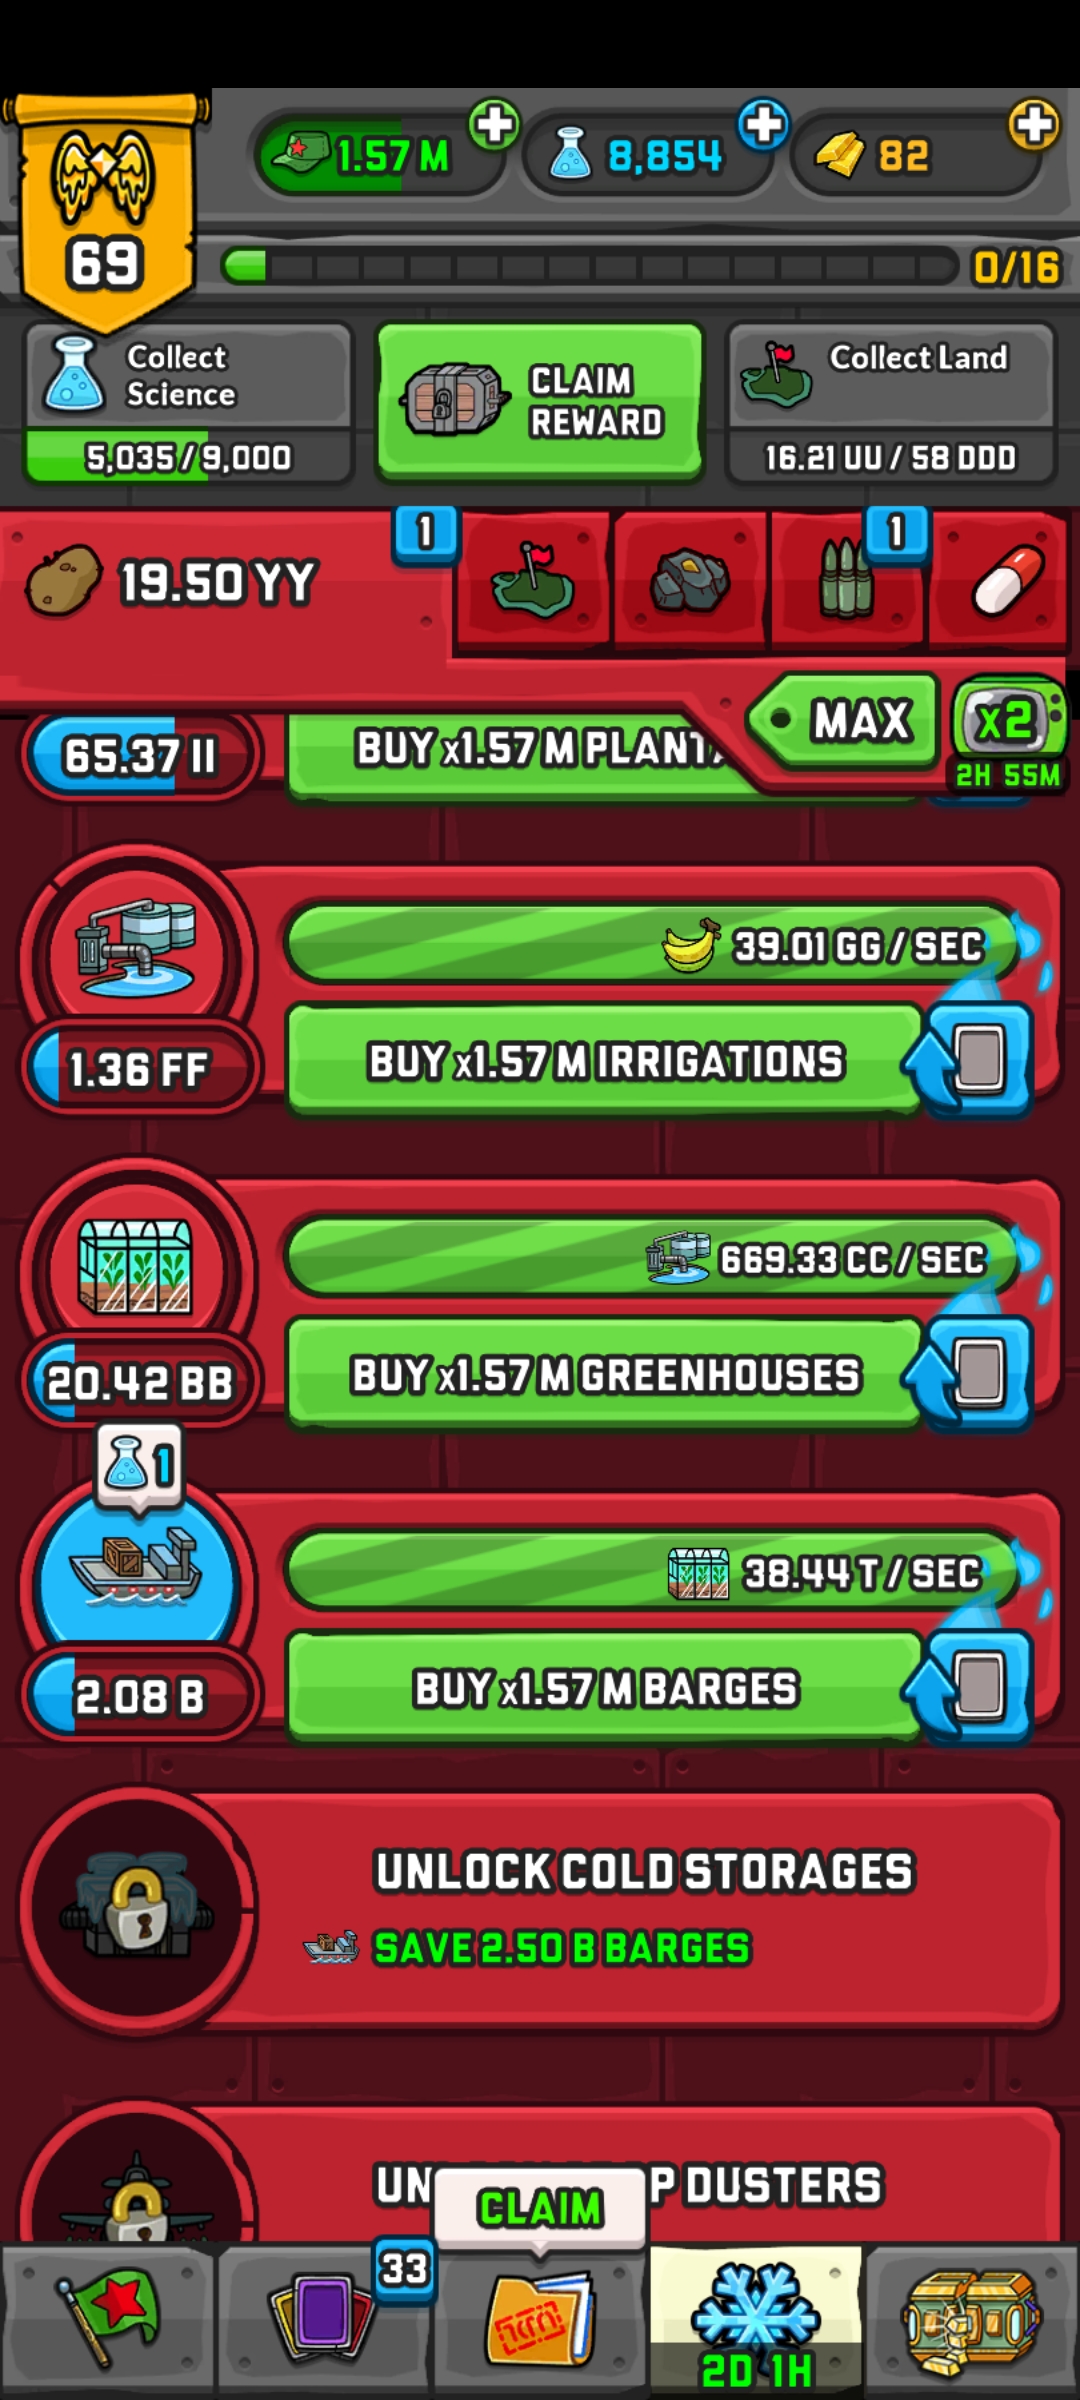 1.57 M
8,854
82
69
0/16
Collect
Science
5,035 / 9,000
CLAIM
REWARD
Collect Land
16.21 UU / 58 DDD
19.50 YY
1
1
MAX
x2
2H 55M
65.37 II
BUY x1.57 M
39.01 GG / SEC
1.36 FF
BUY x1.57 M IRRIGATIONS
669.33 CC / SEC
20.42 BB
BUY x1.57 M GREENHOUSES
1
38.44 T / SEC
2.08 B
BUY x1.57 M BARGES
UNLOCK COLD STORAGES
SAVE 2.50 B BARGES
DUSTERS
CLAIM
33
2D 1H